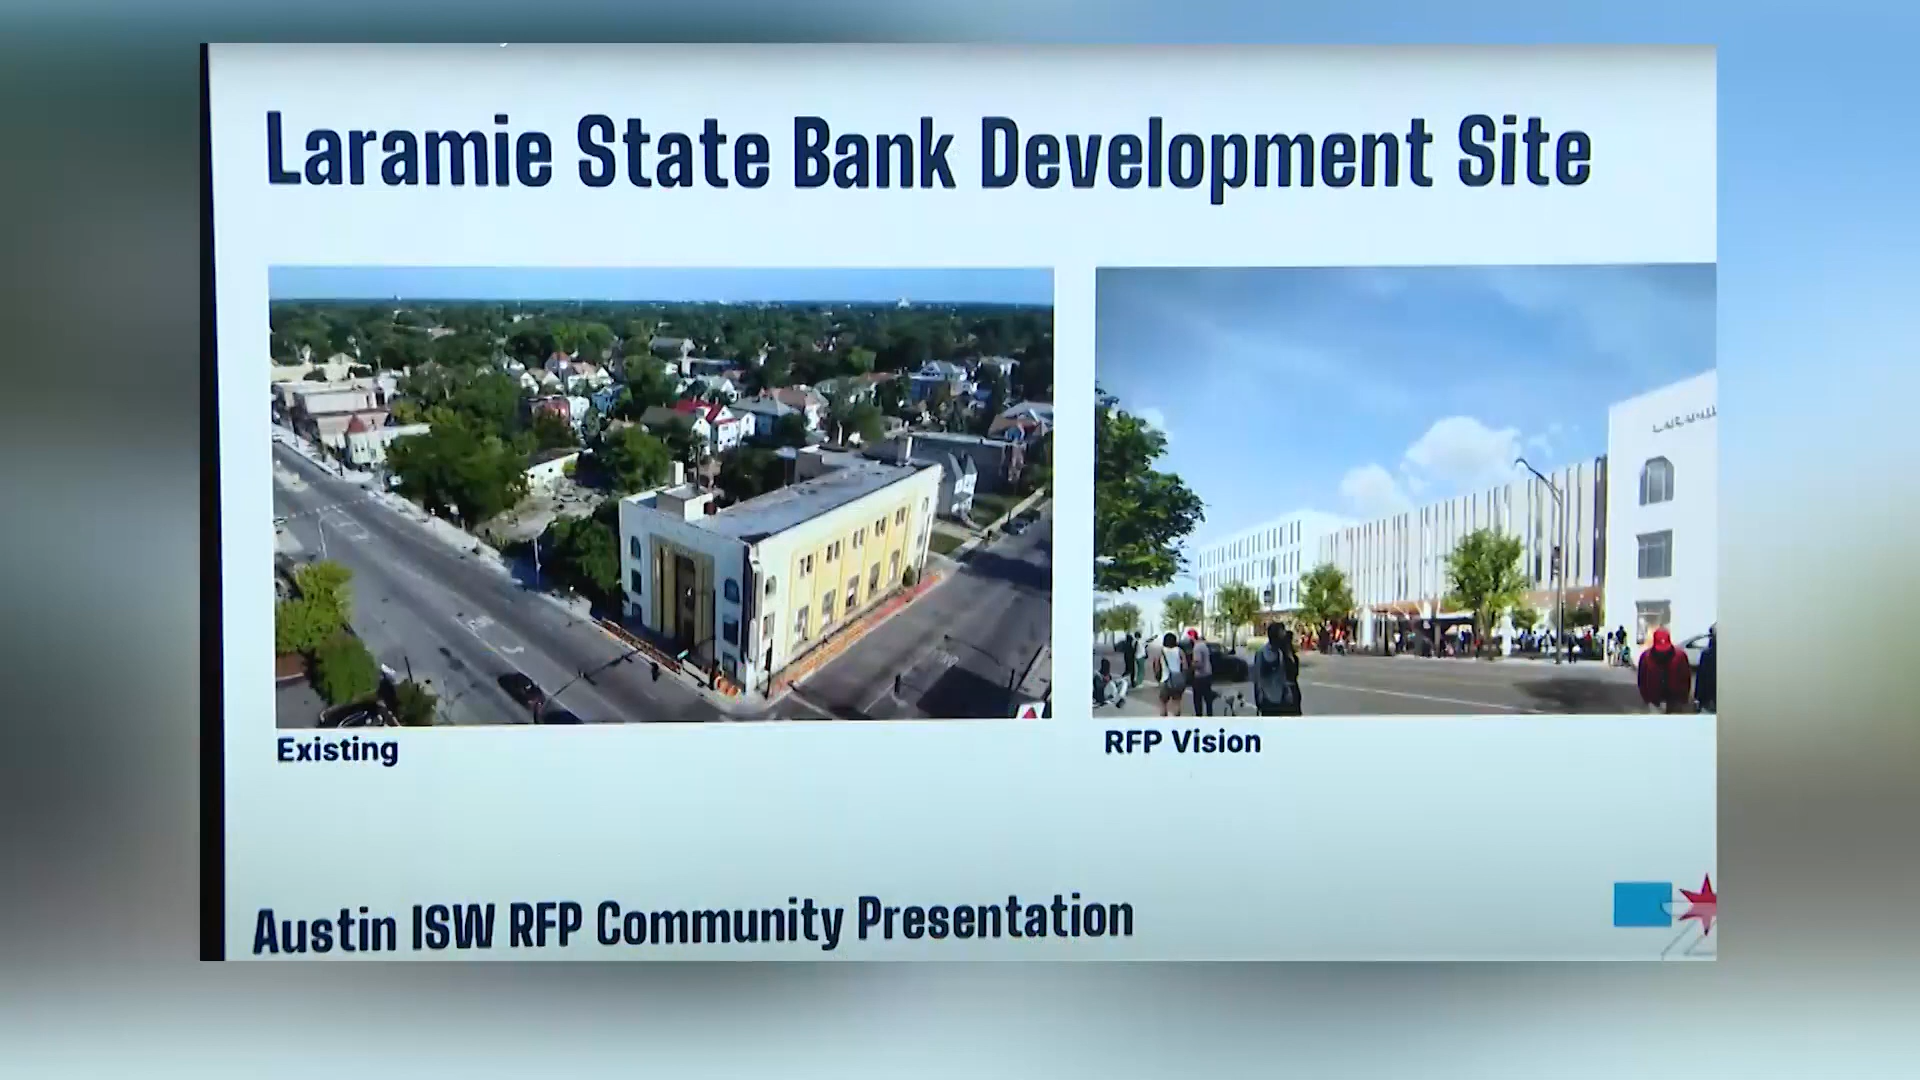 Laramie State Bank Development Site
Existing
RFP Vision
Austin ISW RFP Community Presentation